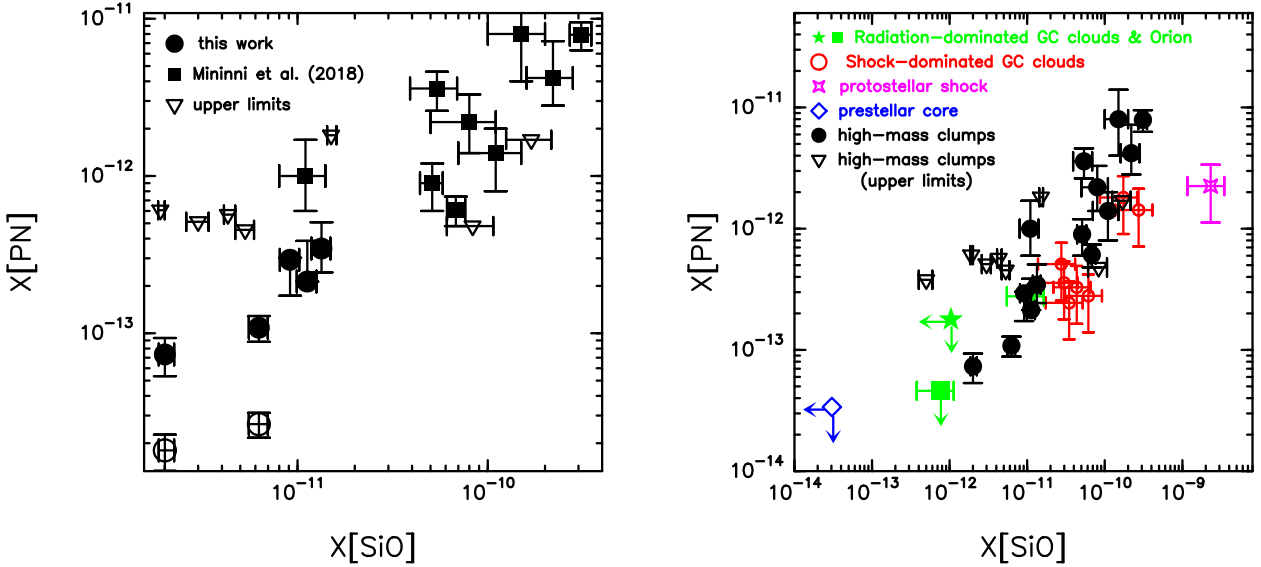 10⁻¹¹
10⁻¹²
10⁻¹³
X[PN]
this work
Mininni et al. (2018)
upper limits
10⁻¹¹
10⁻¹⁰
X[SiO]
10⁻¹¹
10⁻¹²
10⁻¹³
10⁻¹⁴
X[PN]
Radiation-dominated GC clouds & Orion
Shock-dominated GC clouds
protostellar shock
prestellar core
high-mass clumps
high-mass clumps
(upper limits)
10⁻¹⁴
10⁻¹³
10⁻¹²
10⁻¹¹
10⁻¹⁰
10⁻⁹
X[SiO]